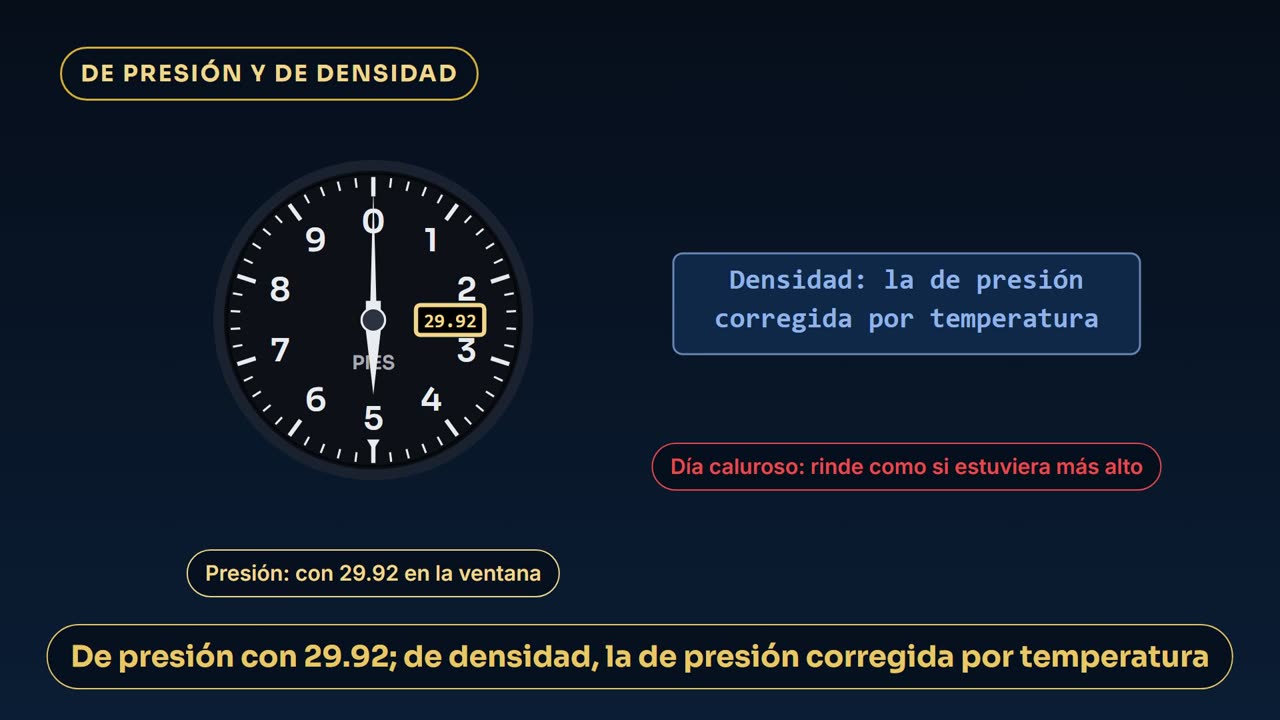 DE PRESIÓN Y DE DENSIDAD
0
1
2
3
4
5
6
7
8
9
29.92
PIES
Densidad: la de presión
corregida por temperatura
Día caluroso: rinde como si estuviera más alto
Presión: con 29.92 en la ventana
De presión con 29.92; de densidad, la de presión corregida por temperatura